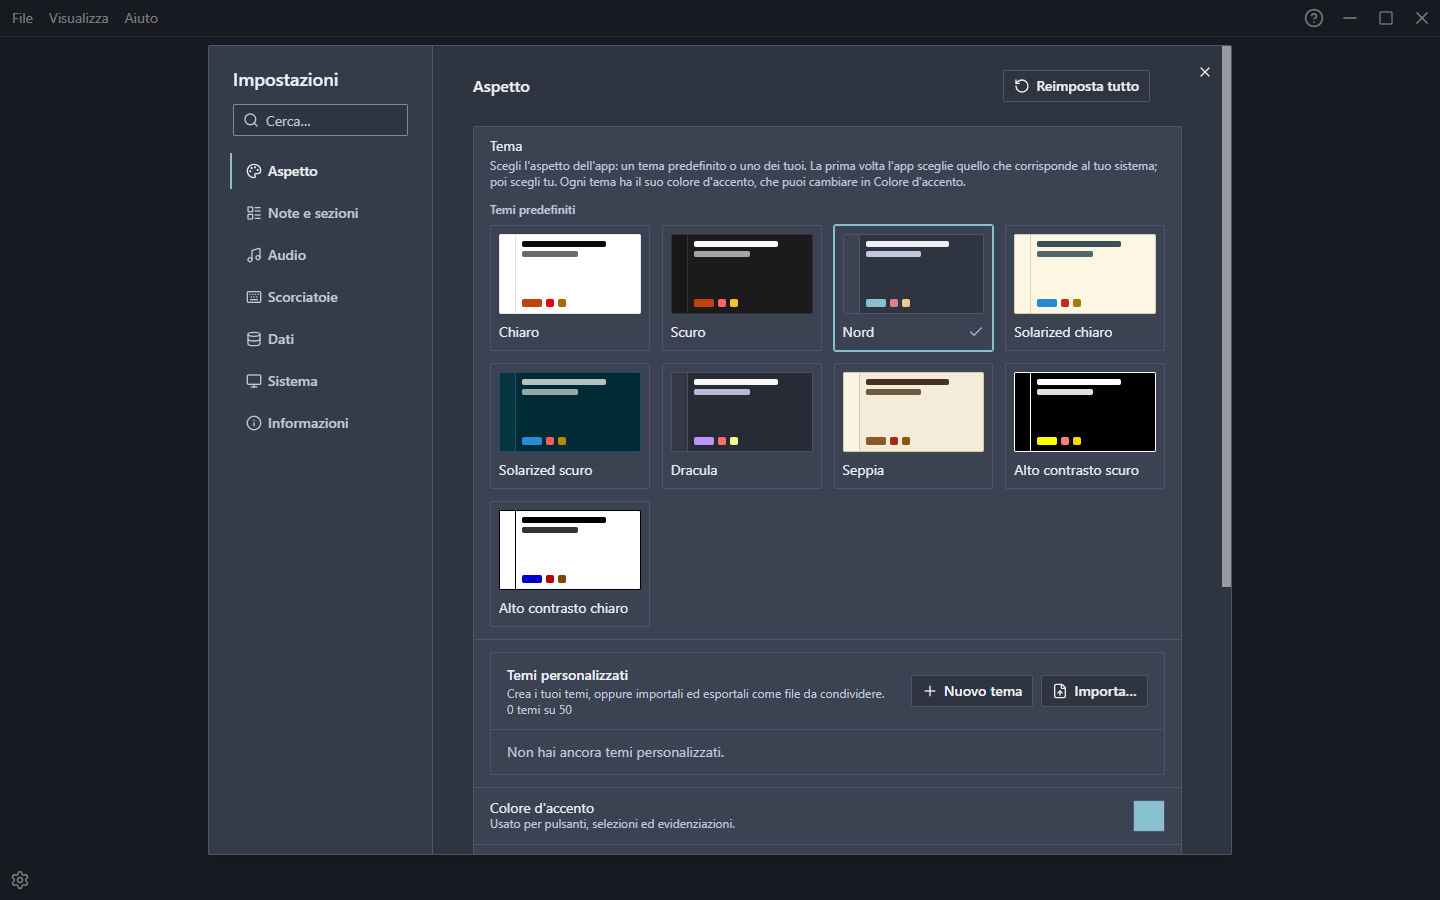 File Visualizza Aiuto
Impostazioni
Cerca...
Aspetto
Note e sezioni
Audio
Scorciatoie
Dati
Sistema
Informazioni
Aspetto
Reimposta tutto
Tema
Scegli l'aspetto dell'app: un tema predefinito o uno dei tuoi. La prima volta l'app sceglie quello che corrisponde al tuo sistema;
poi scegli tu. Ogni tema ha il suo colore d'accento, che puoi cambiare in Colore d'accento.
Temi predefiniti
Chiaro
Scuro
Nord
Solarized chiaro
Solarized scuro
Dracula
Seppia
Alto contrasto scuro
Alto contrasto chiaro
Temi personalizzati
Crea i tuoi temi, oppure importali ed esportali come file da condividere.
0 temi su 50
Nuovo tema
Importa...
Non hai ancora temi personalizzati.
Colore d'accento
Usato per pulsanti, selezioni ed evidenziazioni.